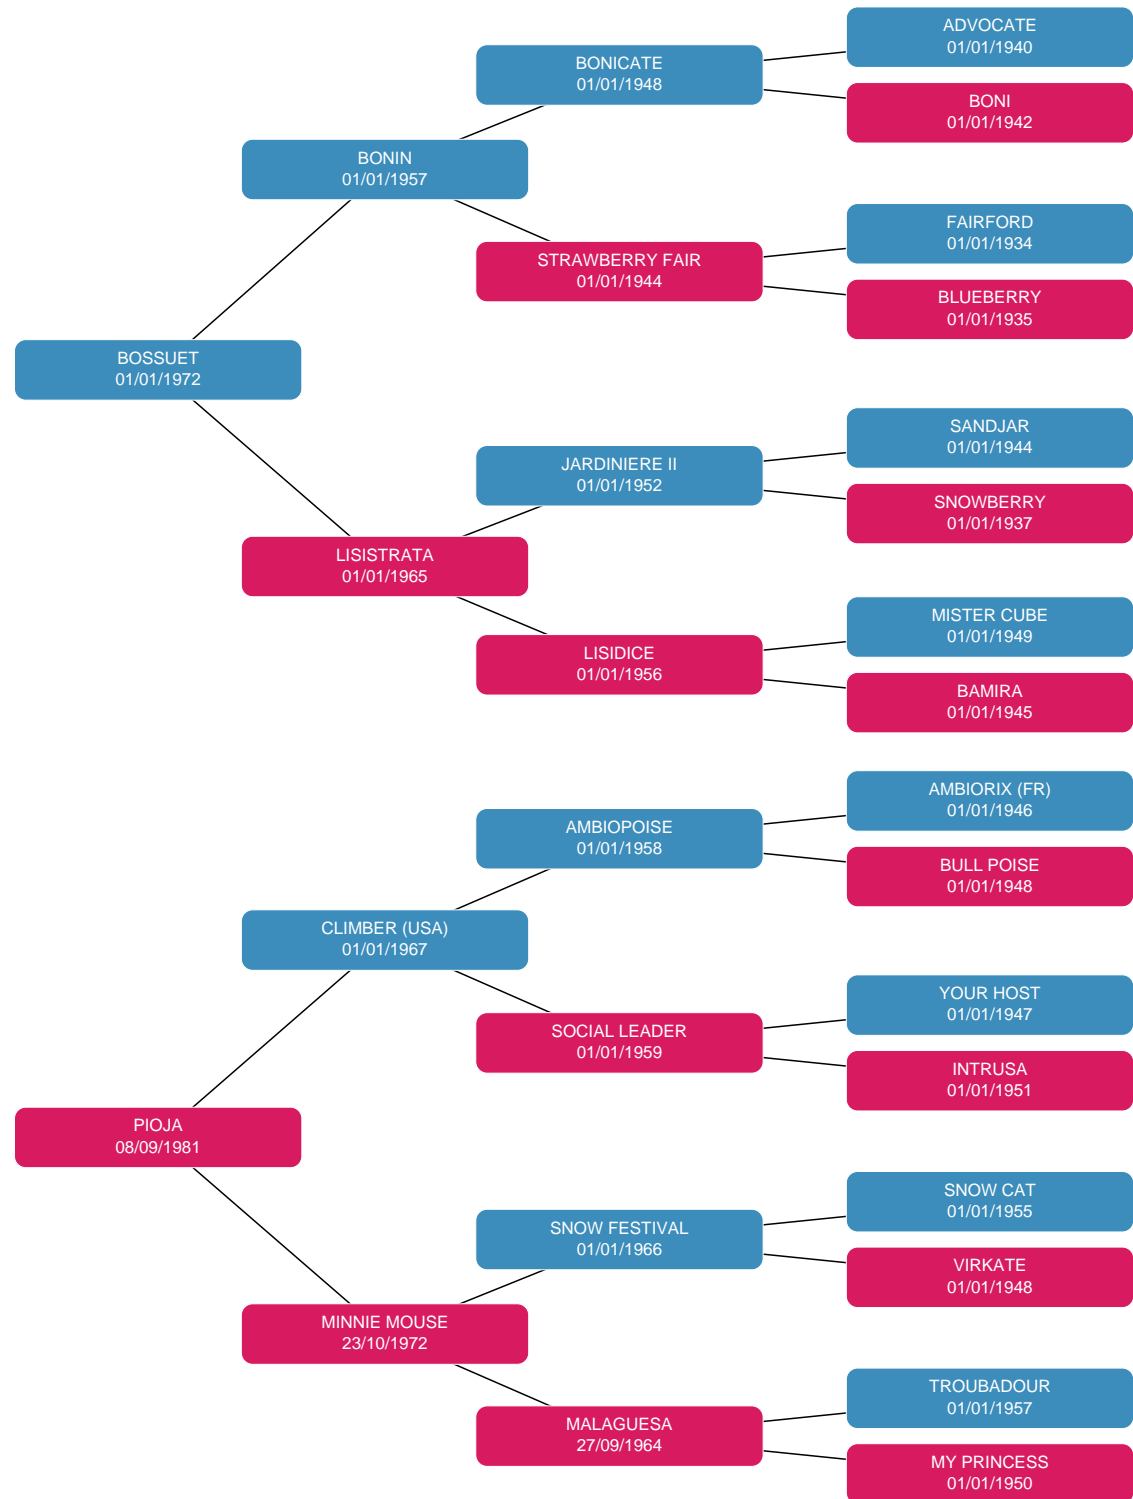 ADVOCATE
01/01/1940
BONICATE
01/01/1948
BONI
01/01/1942
BONIN
01/01/1957
FAIRFORD
01/01/1934
STRAWBERRY FAIR
01/01/1944
BLUEBERRY
01/01/1935
BOSSUET
01/01/1972
SANDJAR
01/01/1944
JARDINIERE II
01/01/1952
SNOWBERRY
01/01/1937
LISISTRATA
01/01/1965
MISTER CUBE
01/01/1949
LISIDICE
01/01/1956
BAMIRA
01/01/1945
AMBIORIX (FR)
01/01/1946
AMBIOPOISE
01/01/1958
BULL POISE
01/01/1948
CLIMBER (USA)
01/01/1967
YOUR HOST
01/01/1947
SOCIAL LEADER
01/01/1959
INTRUSA
01/01/1951
PIOJA
08/09/1981
SNOW CAT
01/01/1955
SNOW FESTIVAL
01/01/1966
VIRKATE
01/01/1948
MINNIE MOUSE
23/10/1972
TROUBADOUR
01/01/1957
MALAGUESA
27/09/1964
MY PRINCESS
01/01/1950